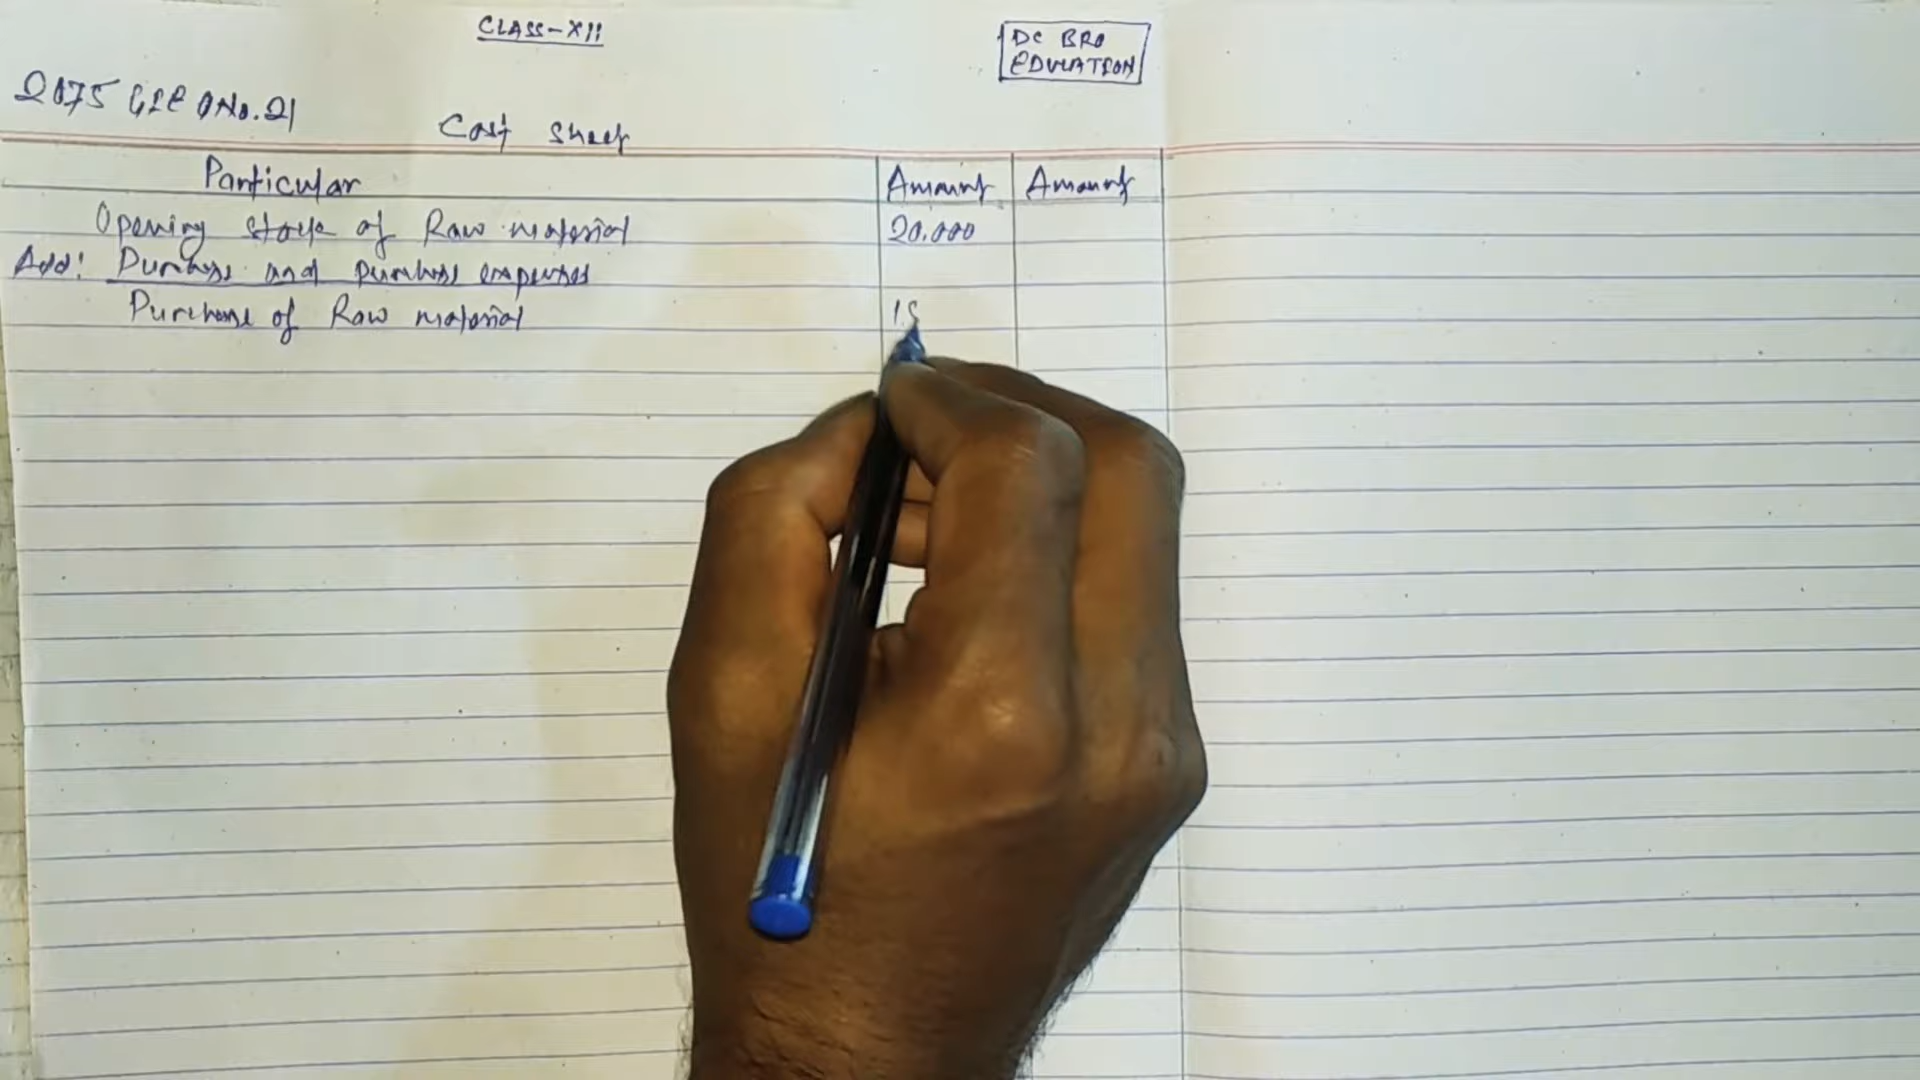 CLASS-XII
DC BRO
EDUCATION
2075 GIE QNo.21
Cost Sheet
Particular Amount Amount
Opening stock of Raw material 20,000
Add: Purchase and purchase expenses
Purchase of Raw material 15